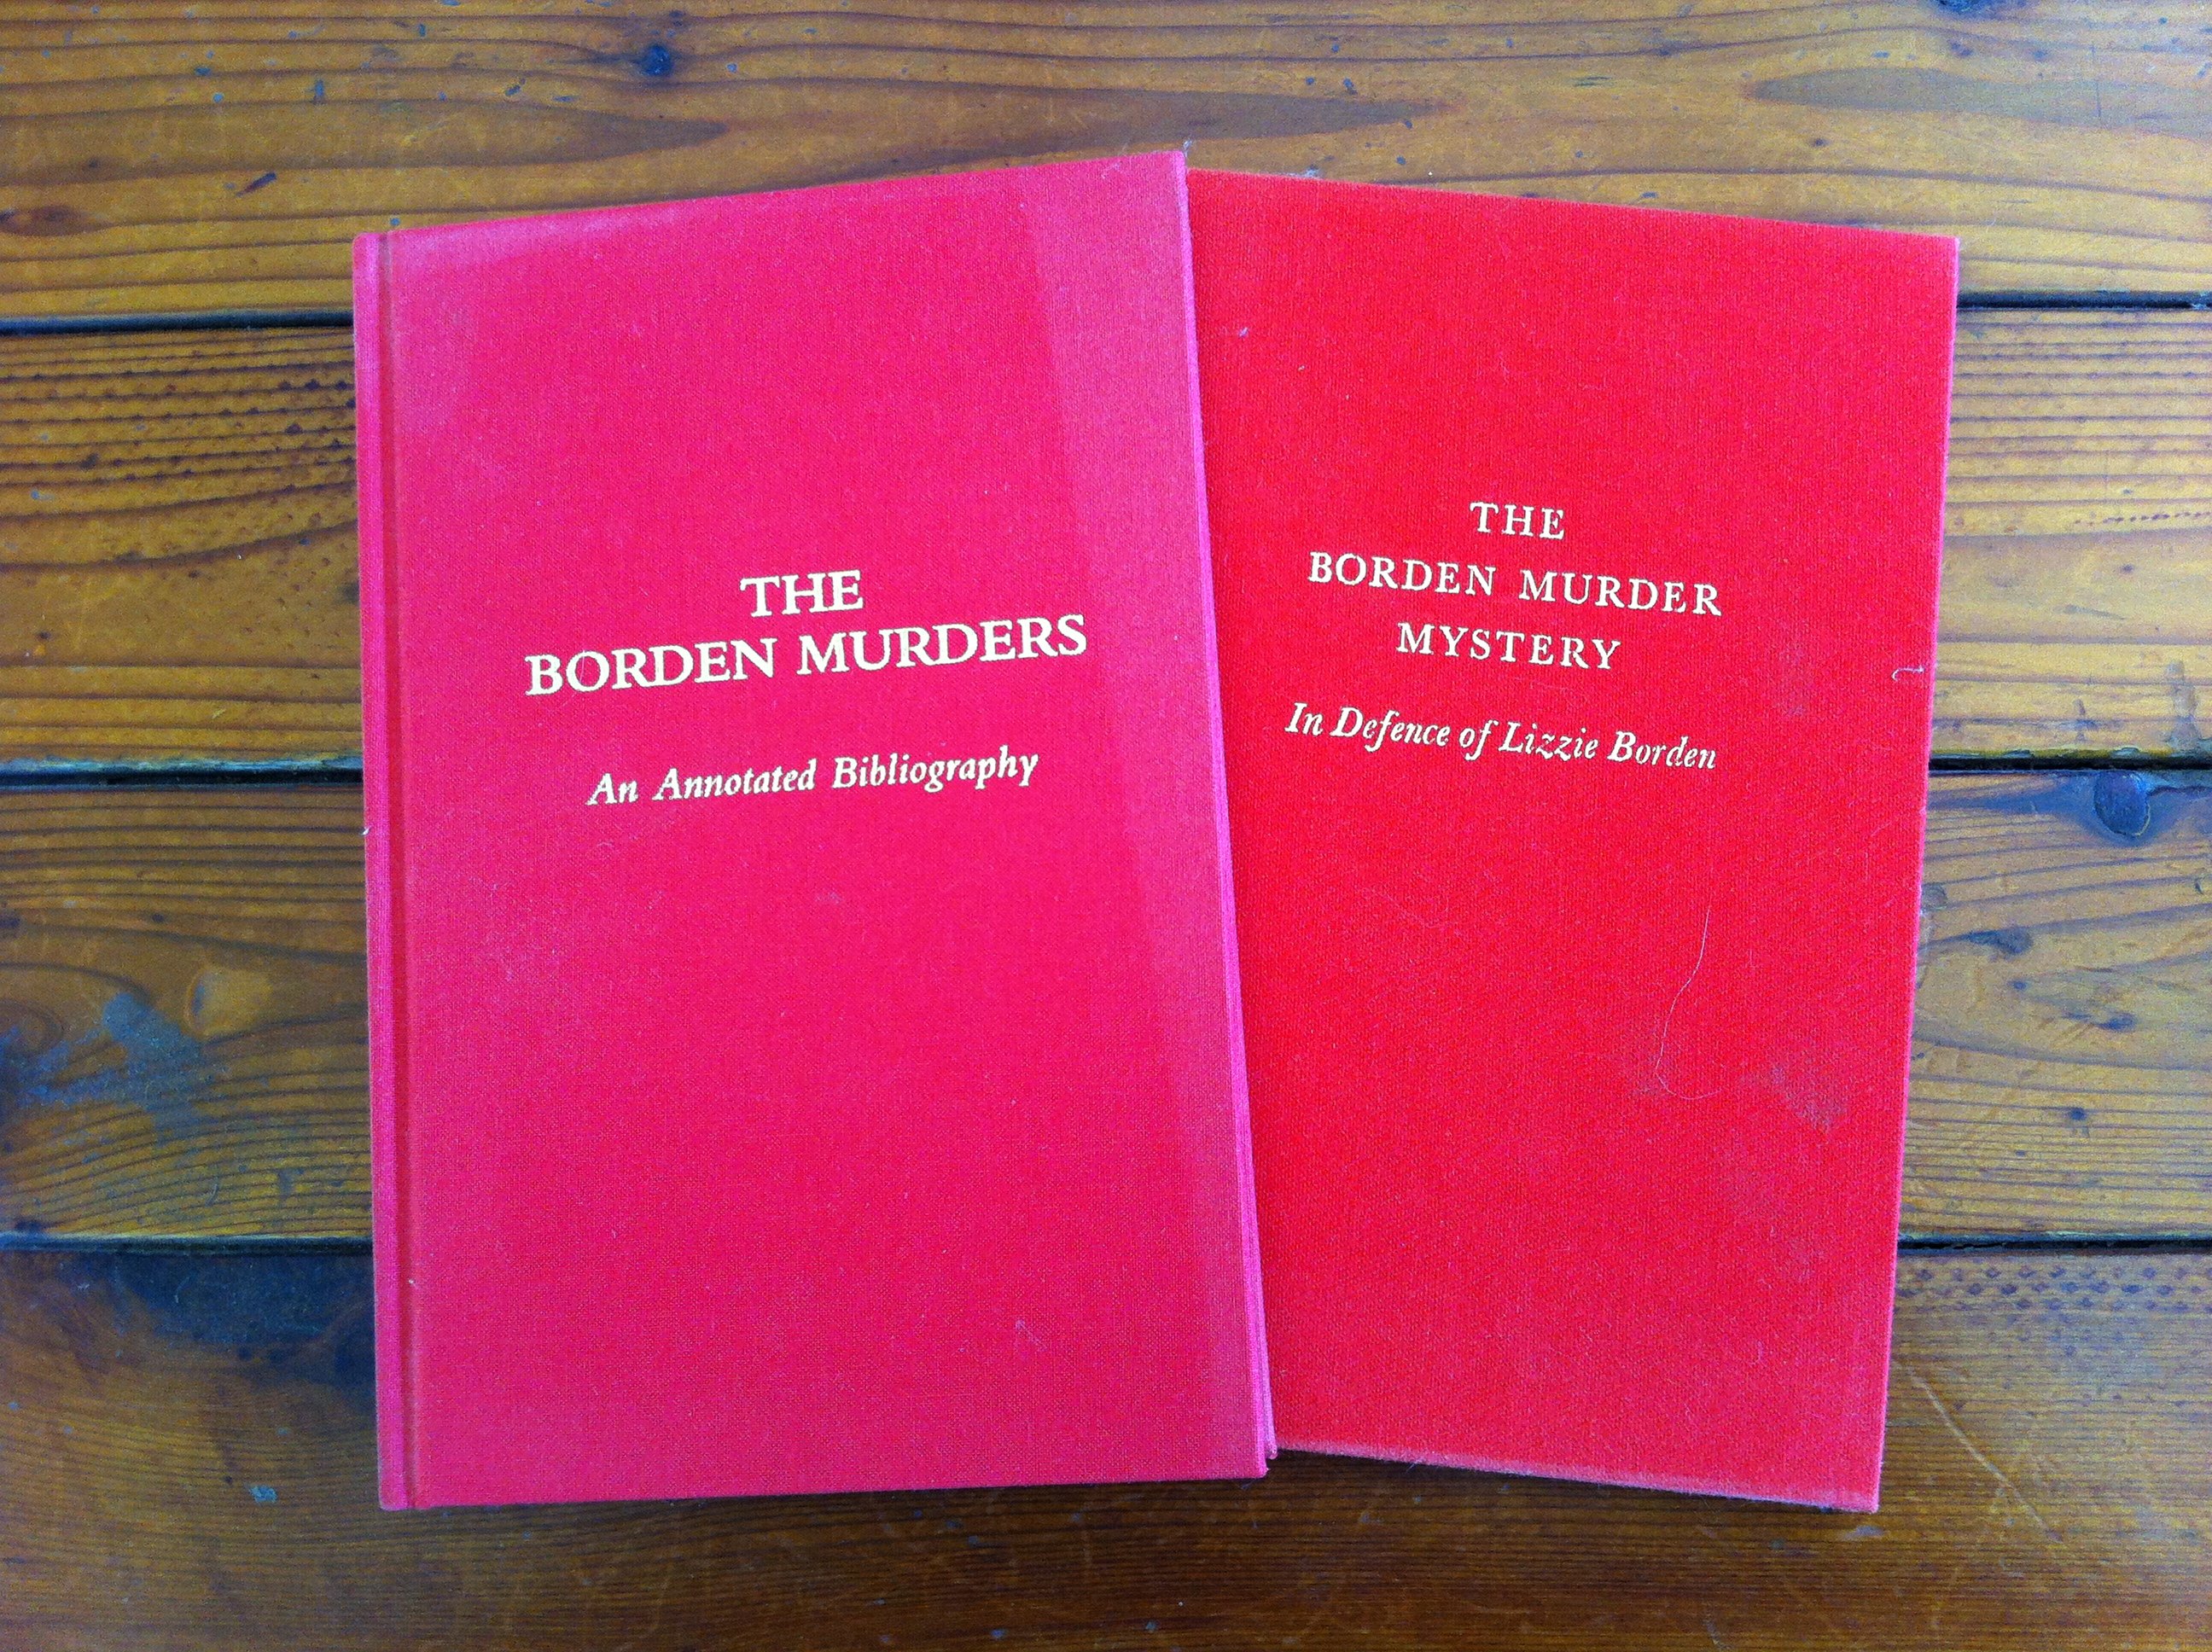 THE
BORDEN MURDERS
An Annotated Bibliography
THE
BORDEN MURDER
MYSTERY
In Defence of Lizzie Borden